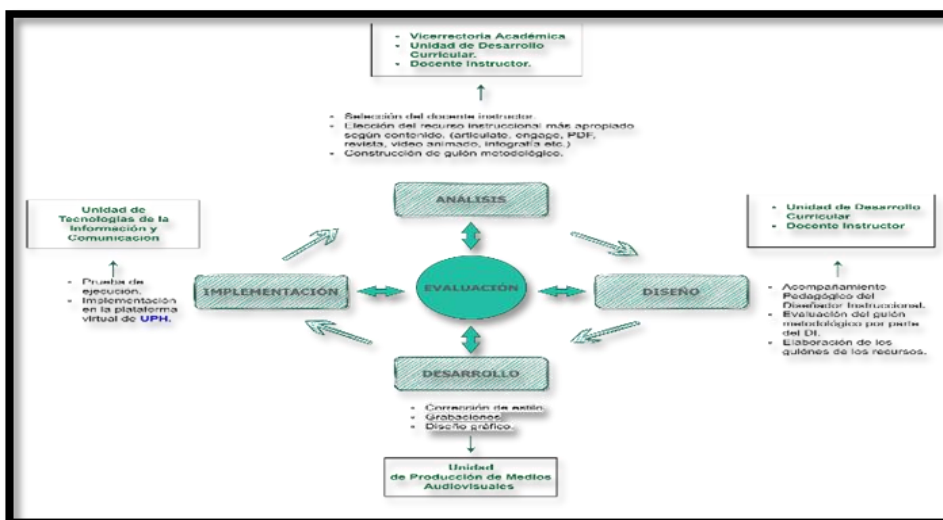 - Vicerrectoría Académica
- Unidad de Desarrollo
Curricular.
- Docente Instructor.
- Selección del docente instructor.
- Elección del recurso instruccional más apropiado
según contenido. (articulate, engage, PDF,
revista, video animado, infografía etc.)
- Construcción de guión metodológico.
ANÁLISIS
Unidad de
Tecnologías de la
Información y
Comunicación
- Unidad de Desarrollo
Curricular
- Docente Instructor
- Prueba de
ejecución.
- Implementación
en la plataforma
virtual de UPH.
IMPLEMENTACIÓN
EVALUACIÓN
DISEÑO
- Acompañamiento
Pedagógico del
Diseñador Instruccional.
- Evaluación del guión
metodológico por parte
del DI.
- Elaboración de los
guiónes de los recursos.
DESARROLLO
- Corrección de estilo.
- Grabaciones.
- Diseño gráfico.
Unidad
de Producción de Medios
Audiovisuales